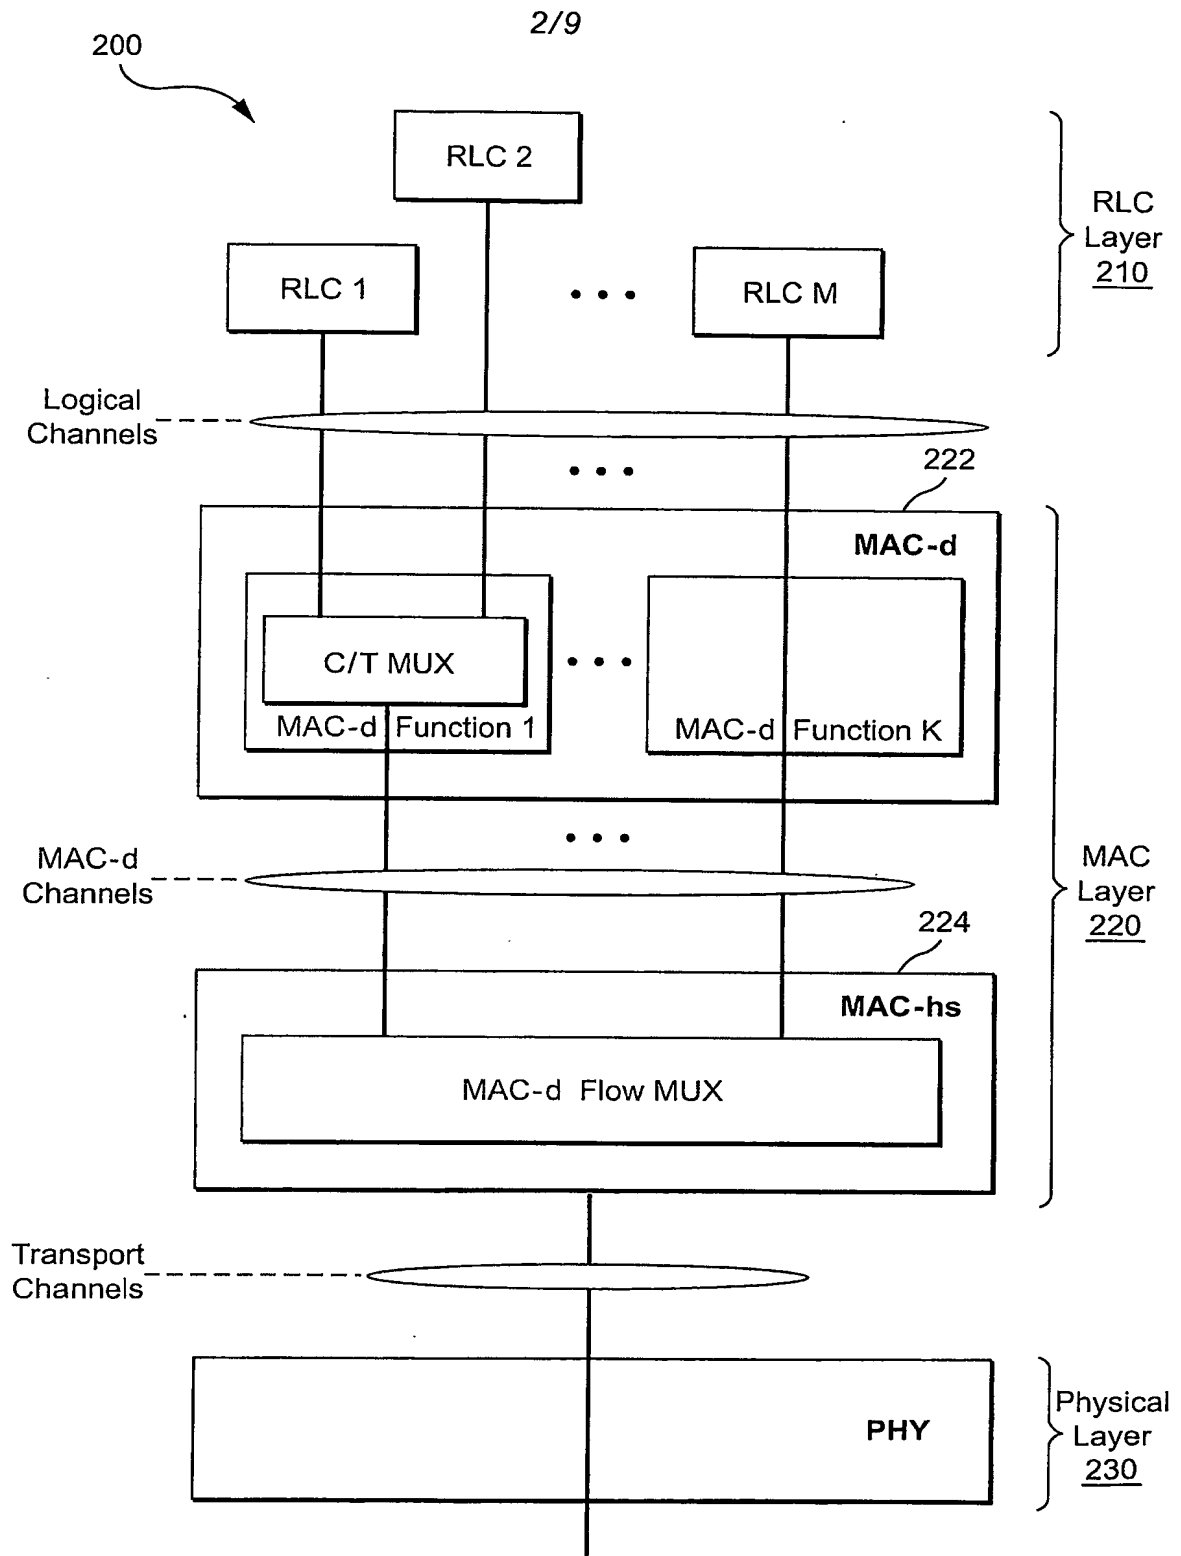 2/9
200
RLC 2
RLC 1
RLC M
RLC
Layer
210
Logical
Channels
222
MAC-d
C/T MUX
MAC-d Function 1
MAC-d Function K
MAC-d
Channels
MAC
Layer
220
224
MAC-hs
MAC-d Flow MUX
Transport
Channels
PHY
Physical
Layer
230